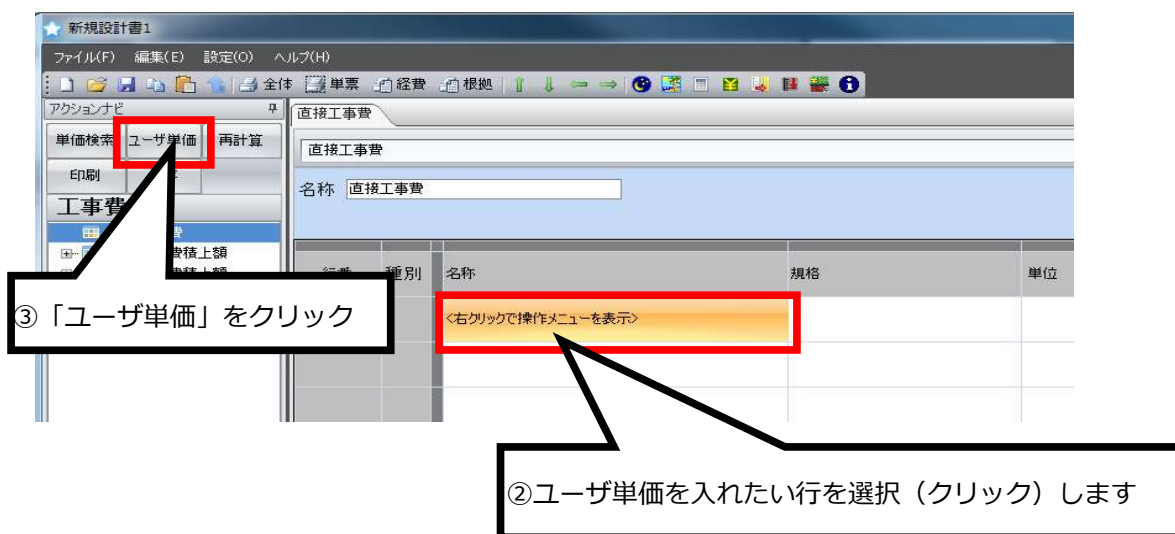 新規設計書1
ファイル(F) 編集(E) 設定(O) ヘルプ(H)
全体 単票 経費 根拠
アクションナビ
直接工事費
単価検索 ユーザ単価 再計算
直接工事費
印刷
名称 直接工事費
工事費
費積上額
種別 名称 規格 単位
③「ユーザ単価」をクリック
<右クリックで操作メニューを表示>
②ユーザ単価を入れたい行を選択（クリック）します